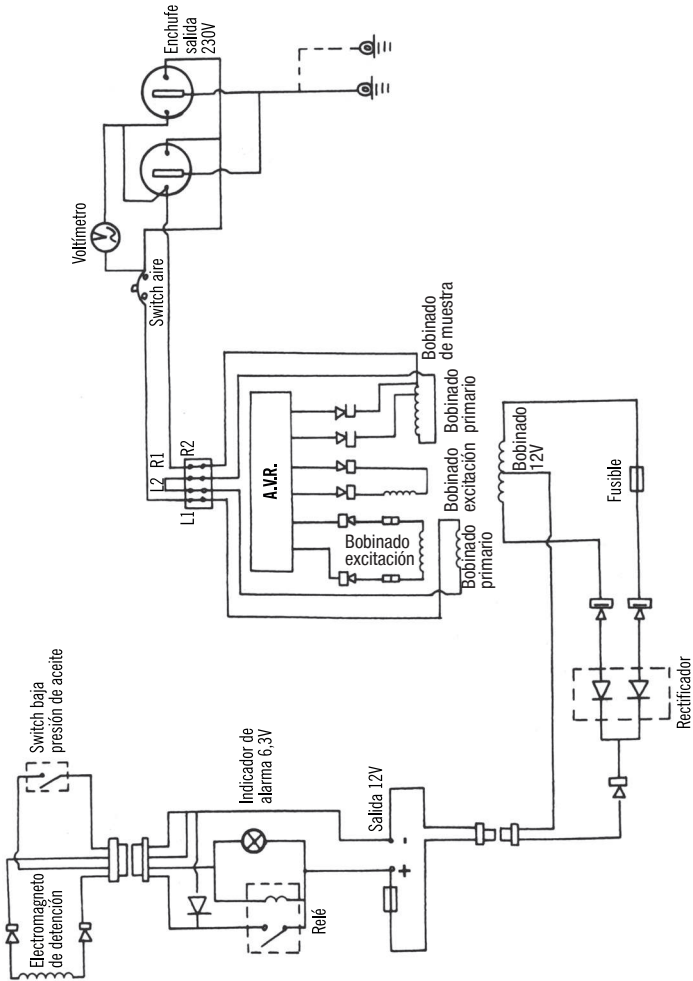 Enchufe
salida
230V
Voltímetro
V
Switch aire
L1
L2
R1
R2
A.V.R.
Bobinado
de muestra
Bobinado
primario
Bobinado
excitación
Bobinado
primario
Bobinado
excitación
Bobinado
12V
Fusible
Rectificador
Switch baja
presión de aceite
Electromagneto
de detención
Indicador de
alarma 6,3V
Relé
Salida 12V
+
-